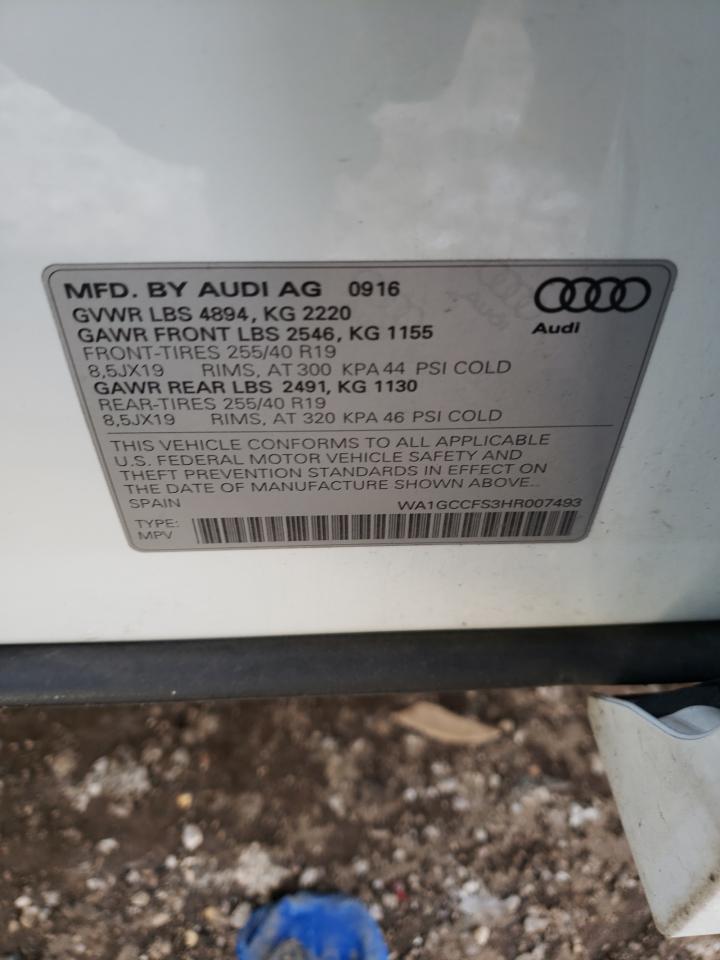 MFD. BY AUDI AG 0916
GVWR LBS 4894, KG 2220
GAWR FRONT LBS 2546, KG 1155
FRONT-TIRES 255/40 R19
8,5JX19 RIMS, AT 300 KPA 44 PSI COLD
GAWR REAR LBS 2491, KG 1130
REAR-TIRES 255/40 R19
8,5JX19 RIMS, AT 320 KPA 46 PSI COLD
Audi
THIS VEHICLE CONFORMS TO ALL APPLICABLE
U.S. FEDERAL MOTOR VEHICLE SAFETY AND
THEFT PREVENTION STANDARDS IN EFFECT ON
THE DATE OF MANUFACTURE SHOWN ABOVE..
SPAIN WA1GCCFS3HR007493
TYPE:
MPV